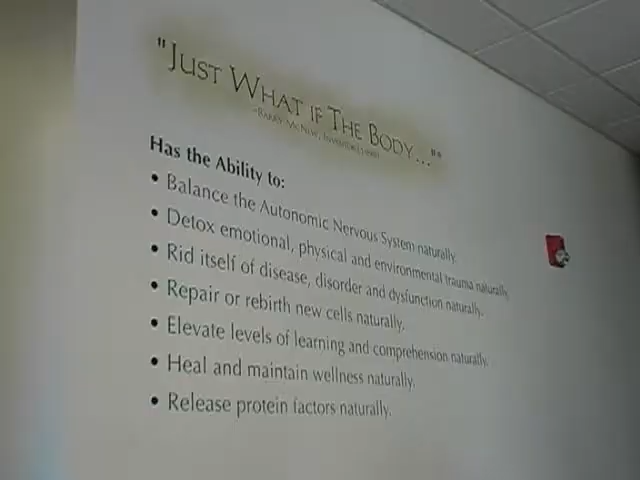 "Just What if The Body..."
Has the Ability to:
• Balance the Autonomic Nervous System naturally.
• Detox emotional, physical and environmental trauma naturally.
• Rid itself of disease, disorder and dysfunction naturally.
• Repair or rebirth new cells naturally.
• Elevate levels of learning and comprehension naturally.
• Heal and maintain wellness naturally.
• Release protein factors naturally.